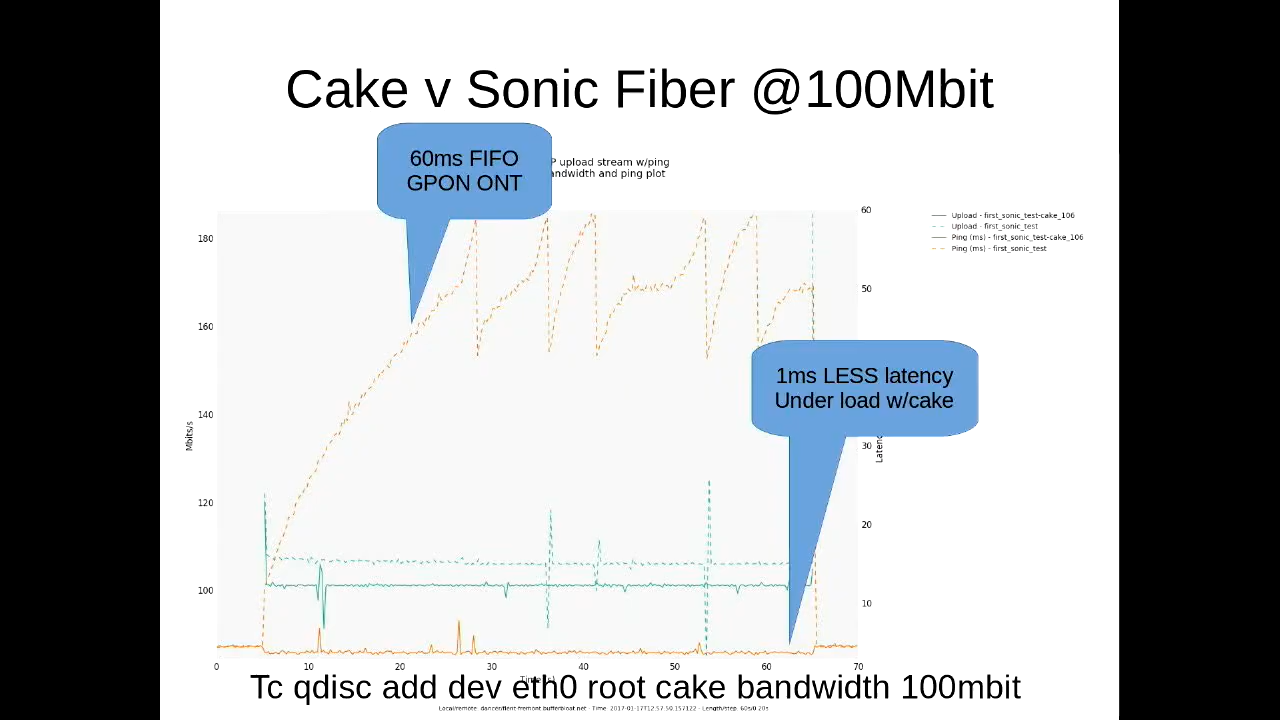 Cake v Sonic Fiber @100Mbit
60ms FIFO
GPON ONT
P upload stream w/ping
andwidth and ping plot
Upload - first_sonic_test-cake_106
Upload - first_sonic_test
Ping (ms) - first_sonic_test-cake_106
Ping (ms) - first_sonic_test
180
160
140
120
100
Mbits/s
60
50
30
20
10
Laten
1ms LESS latency
Under load w/cake
0 10 20 30 40 50 60 70
Tc qdisc add dev eth0 root cake bandwidth 100mbit